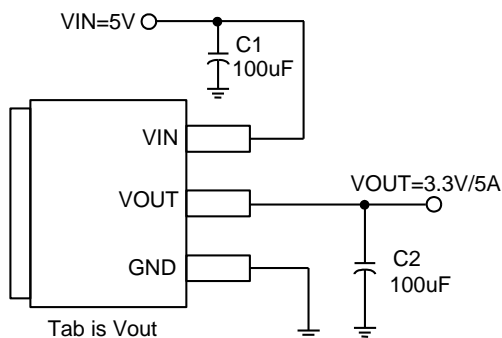 VIN=5V
C1
100uF
VIN
VOUT
VOUT=3.3V/5A
GND
C2
100uF
Tab is Vout